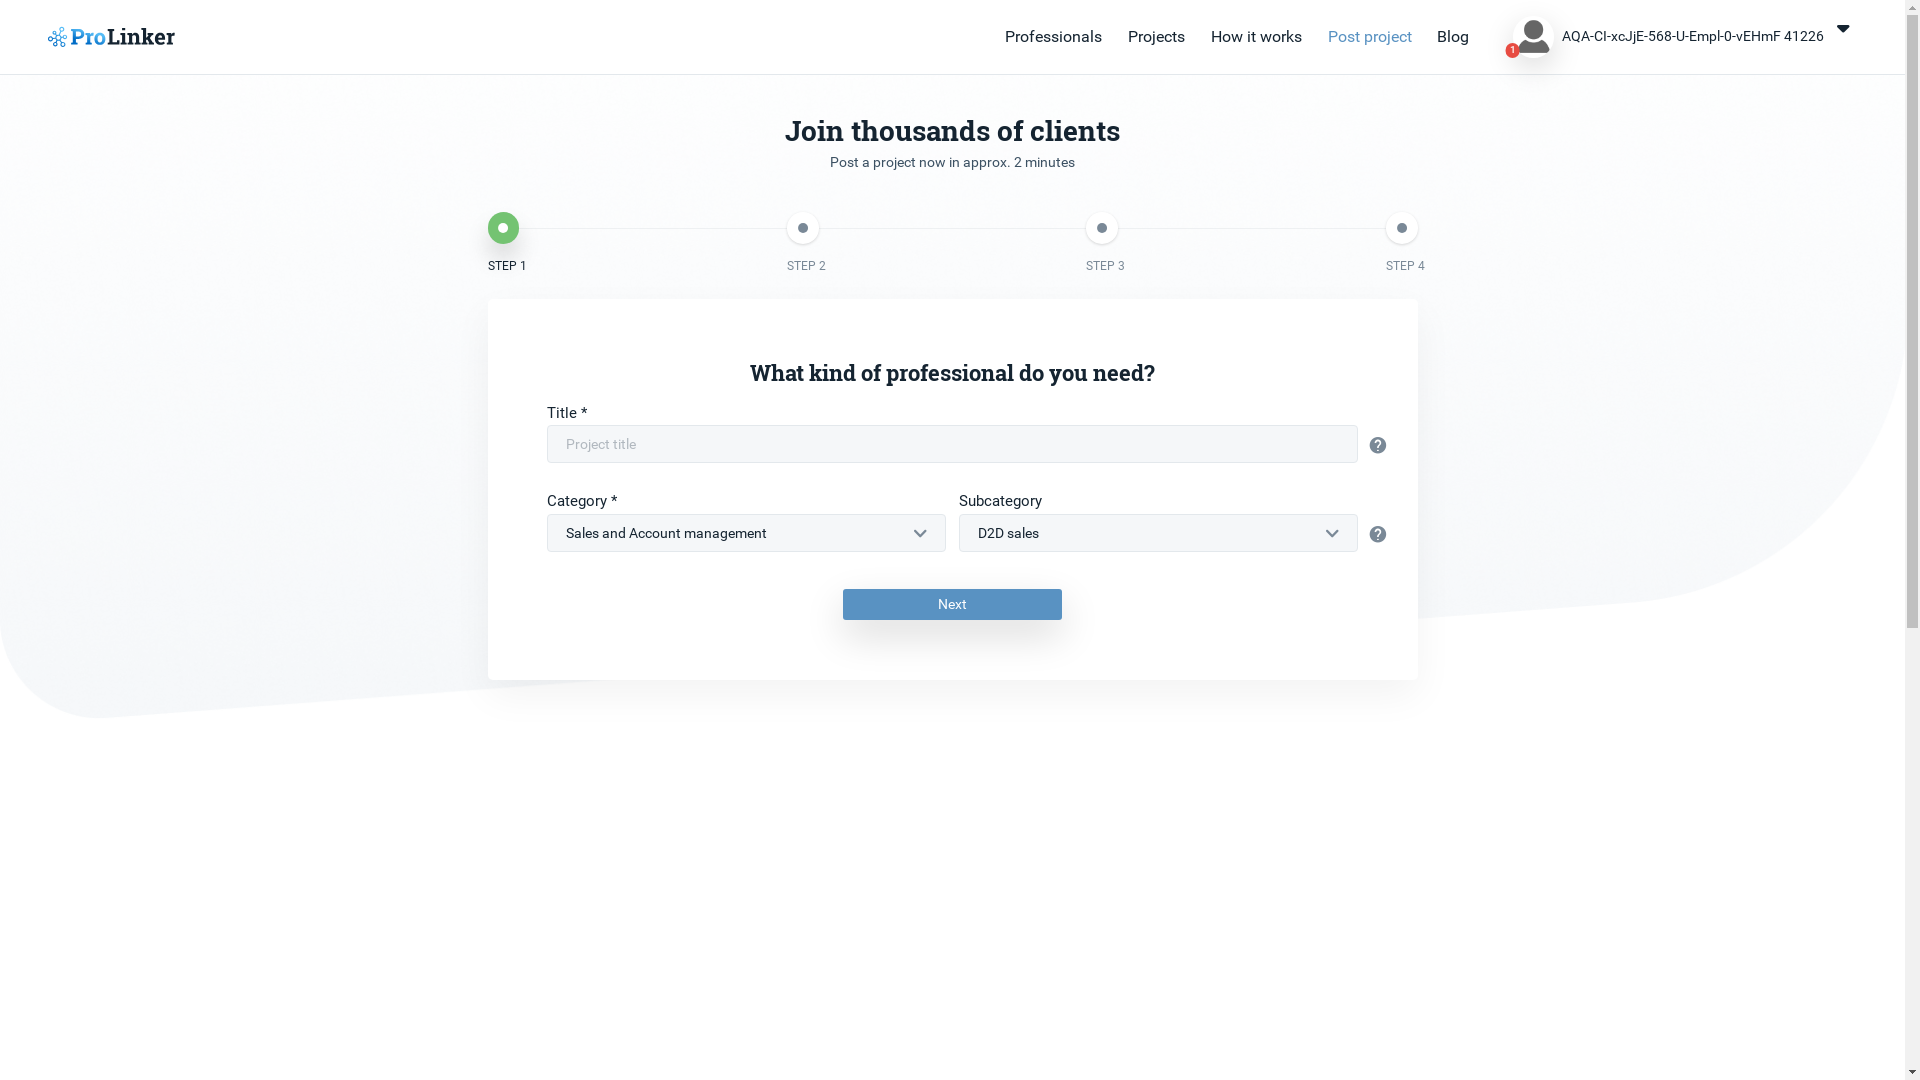 ProLinker
Professionals Projects How it works Post project Blog
1
AQA-CI-xcJjE-568-U-Empl-0-vEHmF 41226
Join thousands of clients
Post a project now in approx. 2 minutes
STEP 1 STEP 2 STEP 3 STEP 4
What kind of professional do you need?
Title *
Project title
Category * Subcategory
Sales and Account management D2D sales
Next